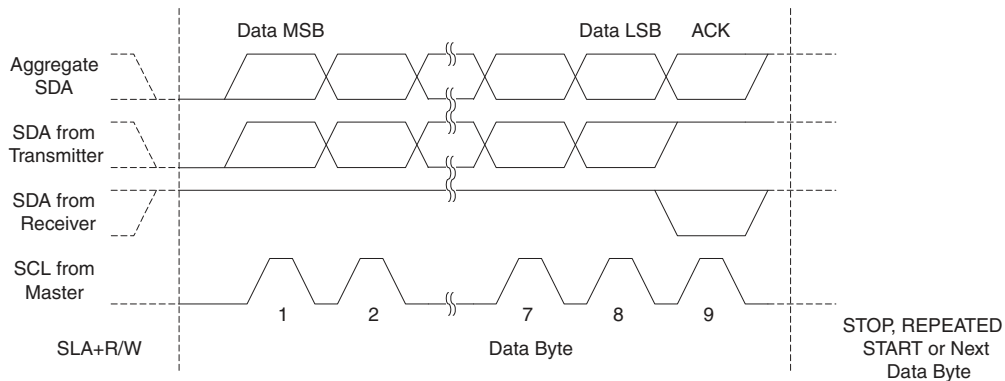 Data MSB
Data LSB
ACK
Aggregate
SDA
SDA from
Transmitter
SDA from
Receiver
SCL from
Master
1
2
7
8
9
SLA+R/W
Data Byte
STOP, REPEATED
START or Next
Data Byte